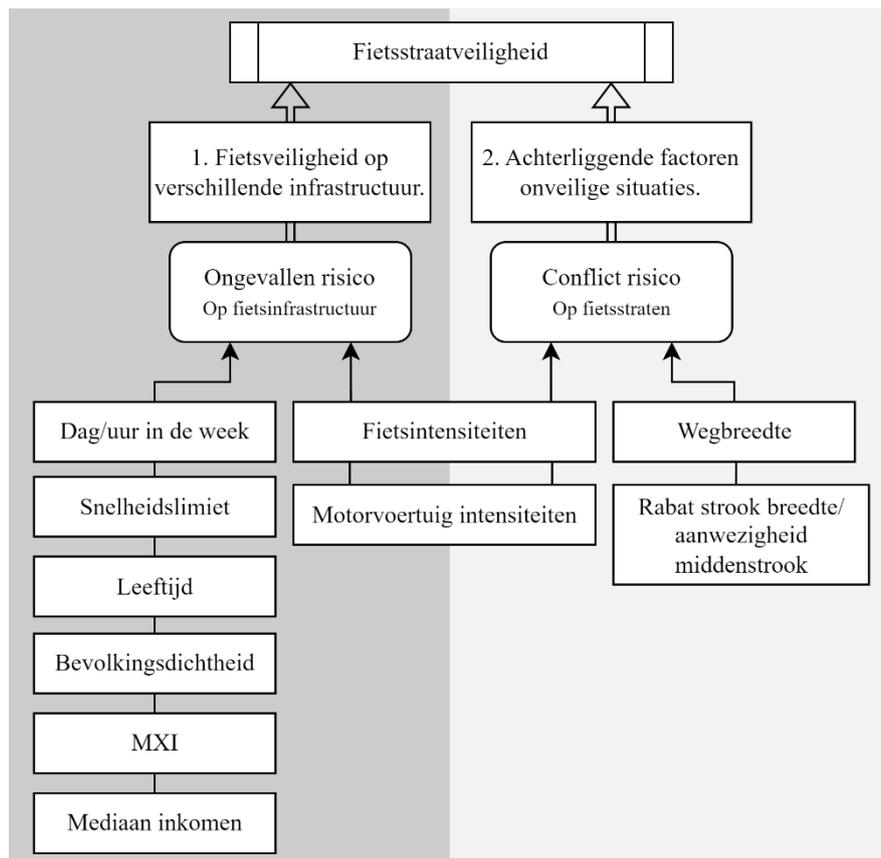 Fietsstraatveiligheid
1. Fietsveiligheid op
verschillende infrastructuur.
2. Achterliggende factoren
onveilige situaties.
Ongevallen risico
Op fietsinfrastructuur
Conflict risico
Op fietsstraten
Dag/uur in de week
Fietsintensiteiten
Wegbreedte
Snelheidslimiet
Motorvoertuig intensiteiten
Rabat strook breedte/
aanwezigheid
middenstrook
Leeftijd
Bevolkingsdichtheid
MXI
Mediaan inkomen